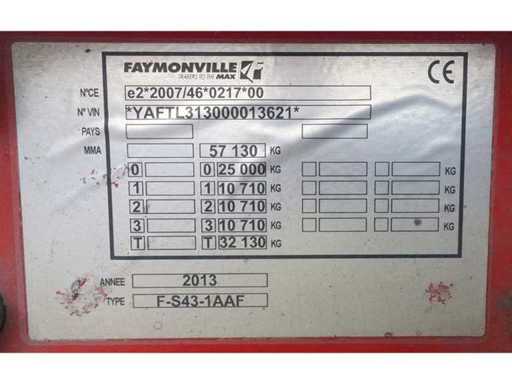 FAYMONVILLE
TRAILERS TO THE MAX
CE
N°CE e2*2007/46*0217*00
N° VIN *YAFTL313000013621*
PAYS
MMA 57 130 KG
0 0 25 000 KG KG
1 1 10 710 KG KG
2 2 10 710 KG KG
3 3 10 710 KG KG
T T 32 130 KG
ANNEE 2013
TYPE F-S43-1AAF